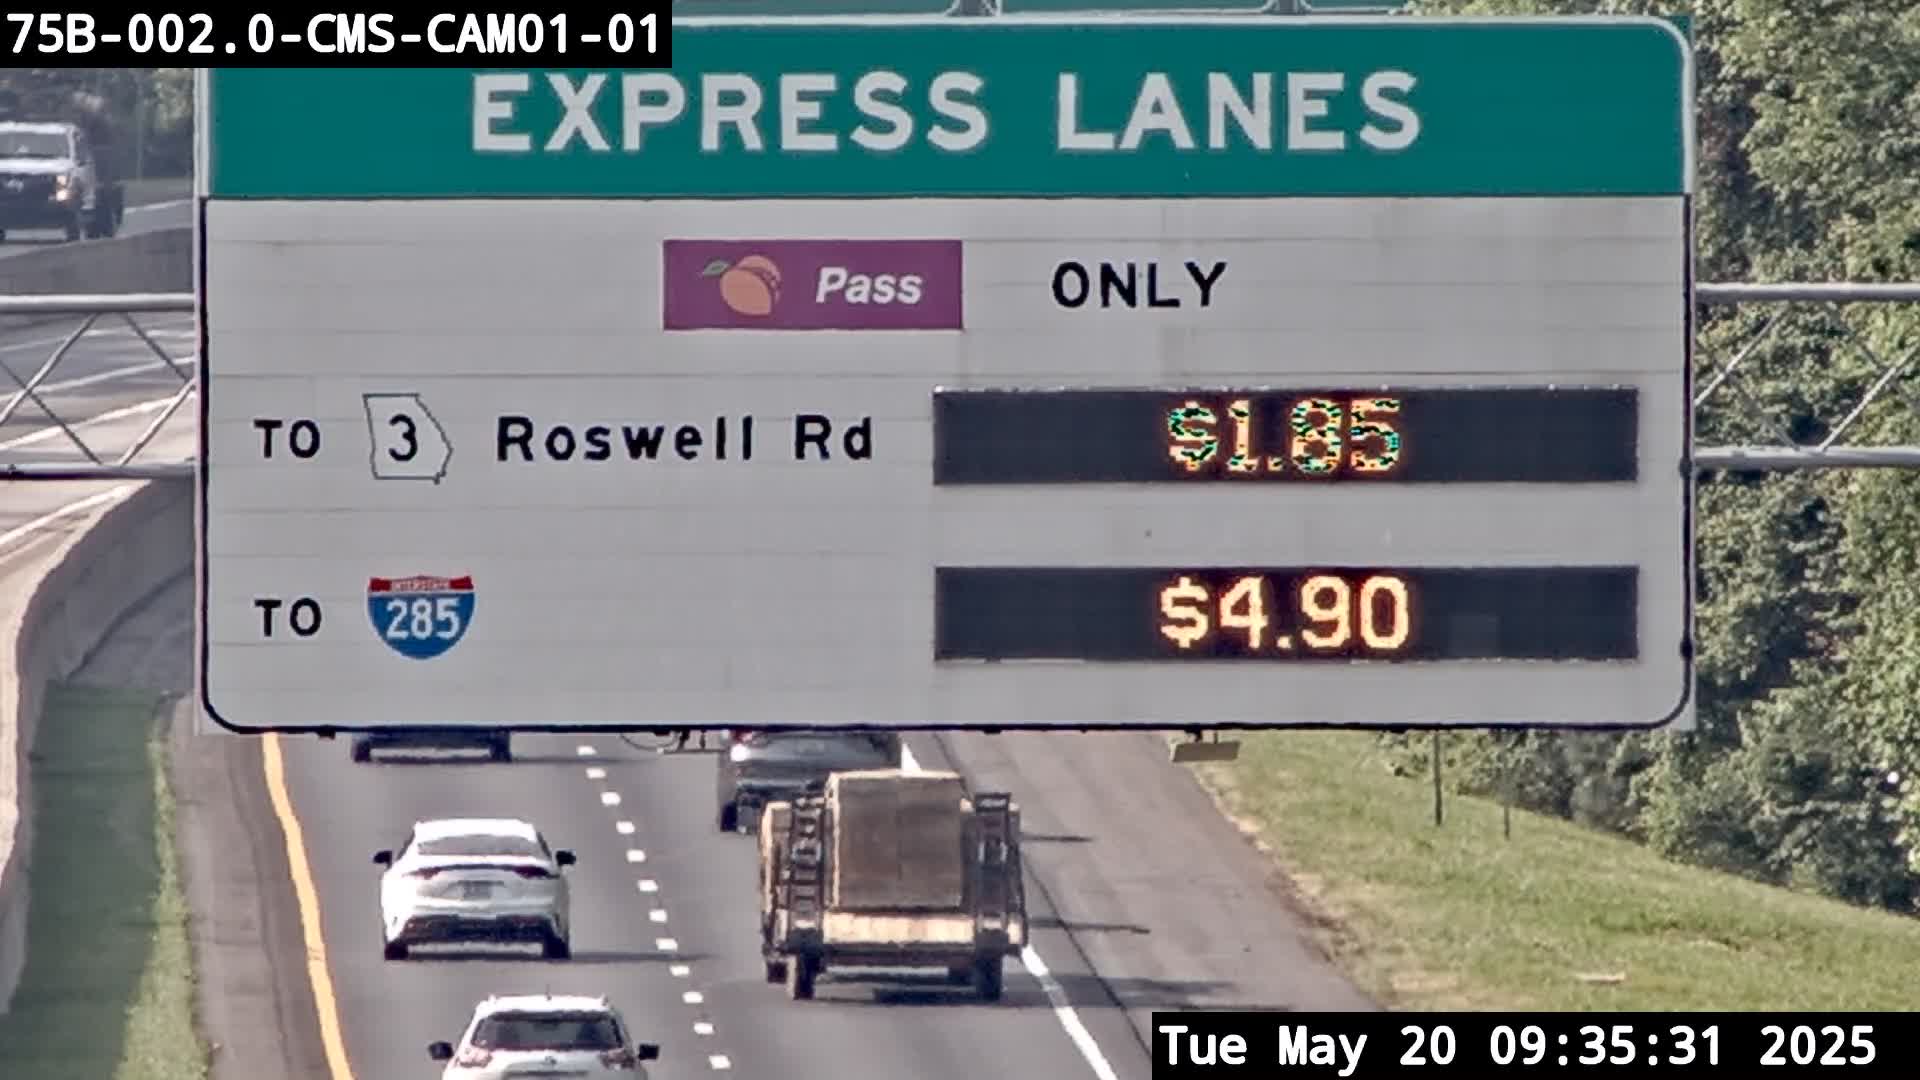 75B-002.0-CMS-CAM01-01
EXPRESS LANES
Pass ONLY
TO 3 Roswell Rd $1.85
INTERSTATE
TO 285 $4.90
Tue May 20 09:35:31 2025